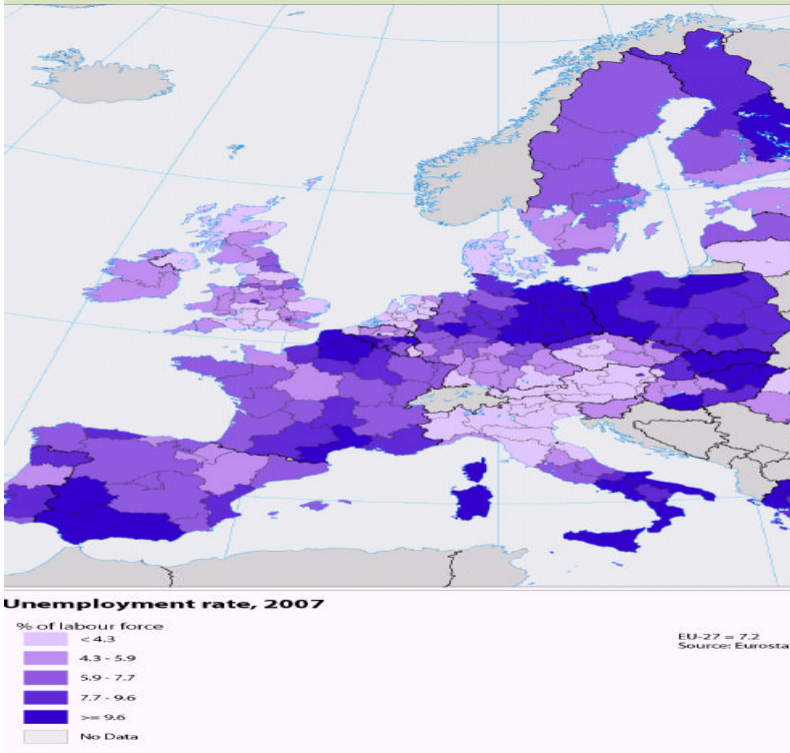 Unemployment rate, 2007
% of labour force
< 4.3
4.3 - 5.9
5.9 - 7.7
7.7 - 9.6
>= 9.6
No Data
EU-27 = 7.2
Source: Eurosta